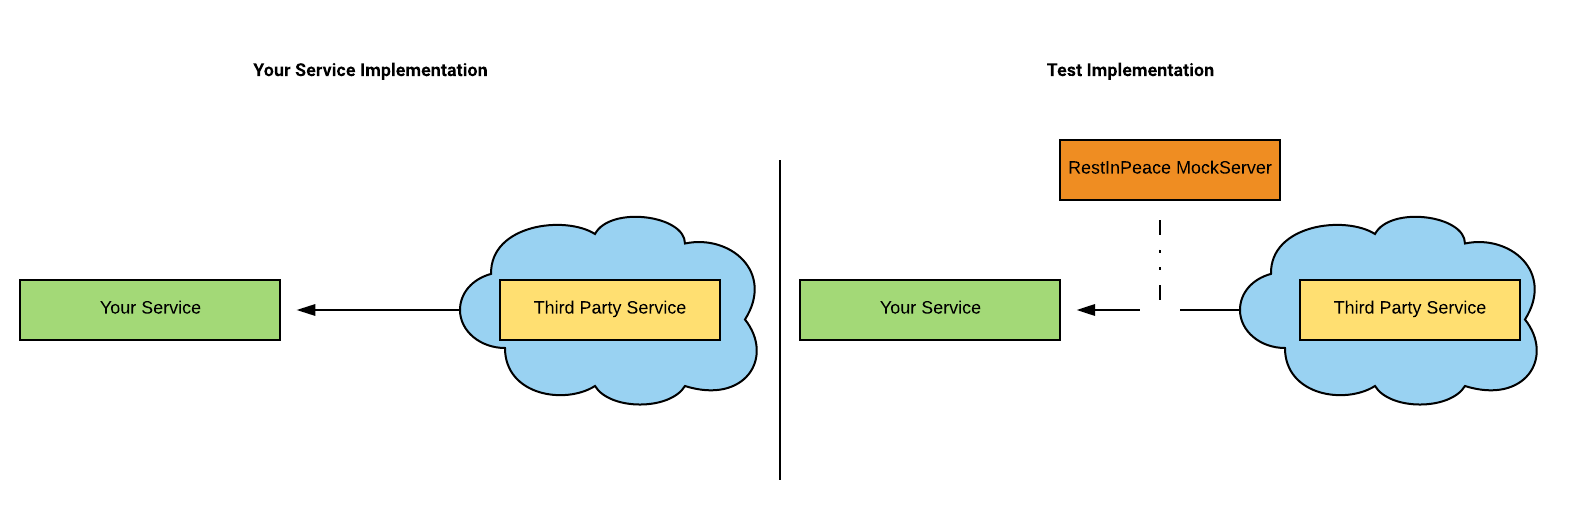 Your Service Implementation
Test Implementation
RestInPeace MockServer
Your Service
Third Party Service
Your Service
Third Party Service